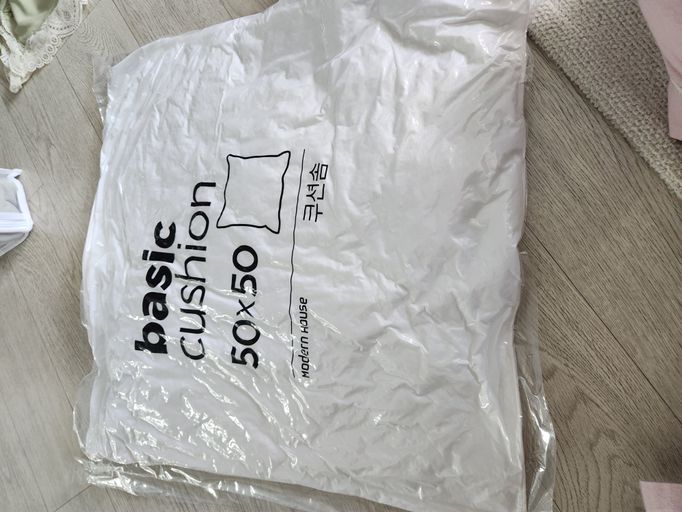 basic
cushion
50x50
쿠션솜
MODERN HOUSE